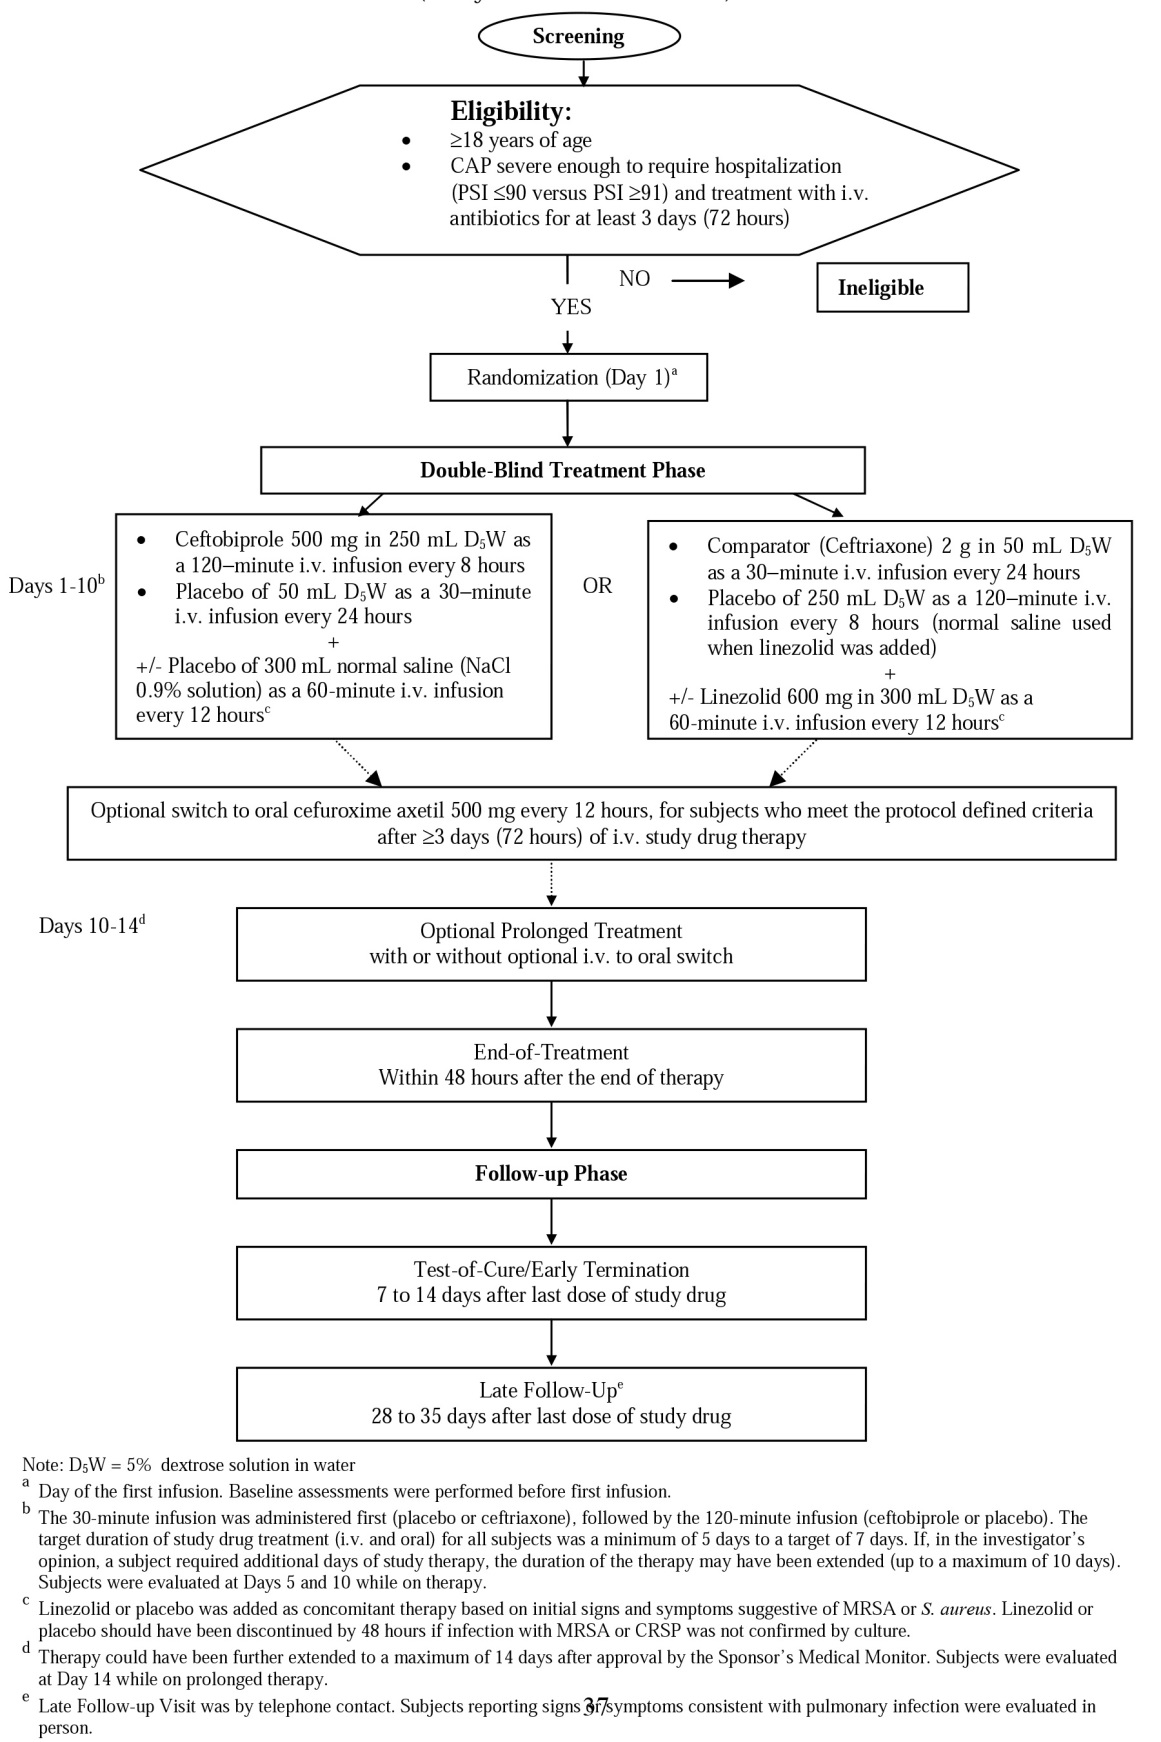 Screening
Eligibility:
• ≥18 years of age
• CAP severe enough to require hospitalization
(PSI ≤90 versus PSI ≥91) and treatment with i.v.
antibiotics for at least 3 days (72 hours)
NO
Ineligible
YES
Randomization (Day 1)a
Double-Blind Treatment Phase
Days 1-10b
• Ceftobiprole 500 mg in 250 mL D5W as
a 120–minute i.v. infusion every 8 hours
• Placebo of 50 mL D5W as a 30–minute
i.v. infusion every 24 hours
+
+/- Placebo of 300 mL normal saline (NaCl
0.9% solution) as a 60-minute i.v. infusion
every 12 hoursc
OR
• Comparator (Ceftriaxone) 2 g in 50 mL D5W
as a 30–minute i.v. infusion every 24 hours
• Placebo of 250 mL D5W as a 120–minute i.v.
infusion every 8 hours (normal saline used
when linezolid was added)
+
+/- Linezolid 600 mg in 300 mL D5W as a
60-minute i.v. infusion every 12 hoursc
Optional switch to oral cefuroxime axetil 500 mg every 12 hours, for subjects who meet the protocol defined criteria
after ≥3 days (72 hours) of i.v. study drug therapy
Days 10-14d
Optional Prolonged Treatment
with or without optional i.v. to oral switch
End-of-Treatment
Within 48 hours after the end of therapy
Follow-up Phase
Test-of-Cure/Early Termination
7 to 14 days after last dose of study drug
Late Follow-Upe
28 to 35 days after last dose of study drug
Note: D5W = 5% dextrose solution in water
a Day of the first infusion. Baseline assessments were performed before first infusion.
b The 30-minute infusion was administered first (placebo or ceftriaxone), followed by the 120-minute infusion (ceftobiprole or placebo). The
target duration of study drug treatment (i.v. and oral) for all subjects was a minimum of 5 days to a target of 7 days. If, in the investigator's
opinion, a subject required additional days of study therapy, the duration of the therapy may have been extended (up to a maximum of 10 days).
Subjects were evaluated at Days 5 and 10 while on therapy.
c Linezolid or placebo was added as concomitant therapy based on initial signs and symptoms suggestive of MRSA or S. aureus. Linezolid or
placebo should have been discontinued by 48 hours if infection with MRSA or CRSP was not confirmed by culture.
d Therapy could have been further extended to a maximum of 14 days after approval by the Sponsor's Medical Monitor. Subjects were evaluated
at Day 14 while on prolonged therapy.
e Late Follow-up Visit was by telephone contact. Subjects reporting signs or symptoms consistent with pulmonary infection were evaluated in
person.
37